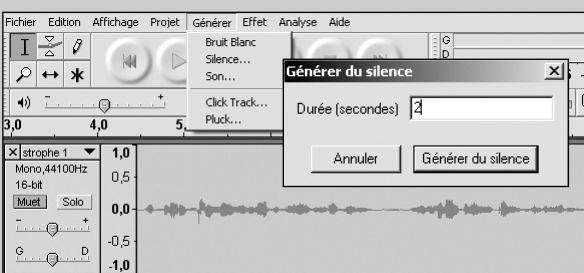 Fichier Edition Affichage Projet Générer Effet Analyse Aide
Bruit Blanc
Silence...
Son...
Click Track...
Pluck...
G
D
Générer du silence
Durée (secondes) 2
Annuler Générer du silence
- +
3,0 4,0 5,
strophe 1
Mono,44100Hz
16-bit
Muet Solo
- +
G D
1,0
0,5
0,0
-0,5
-1,0